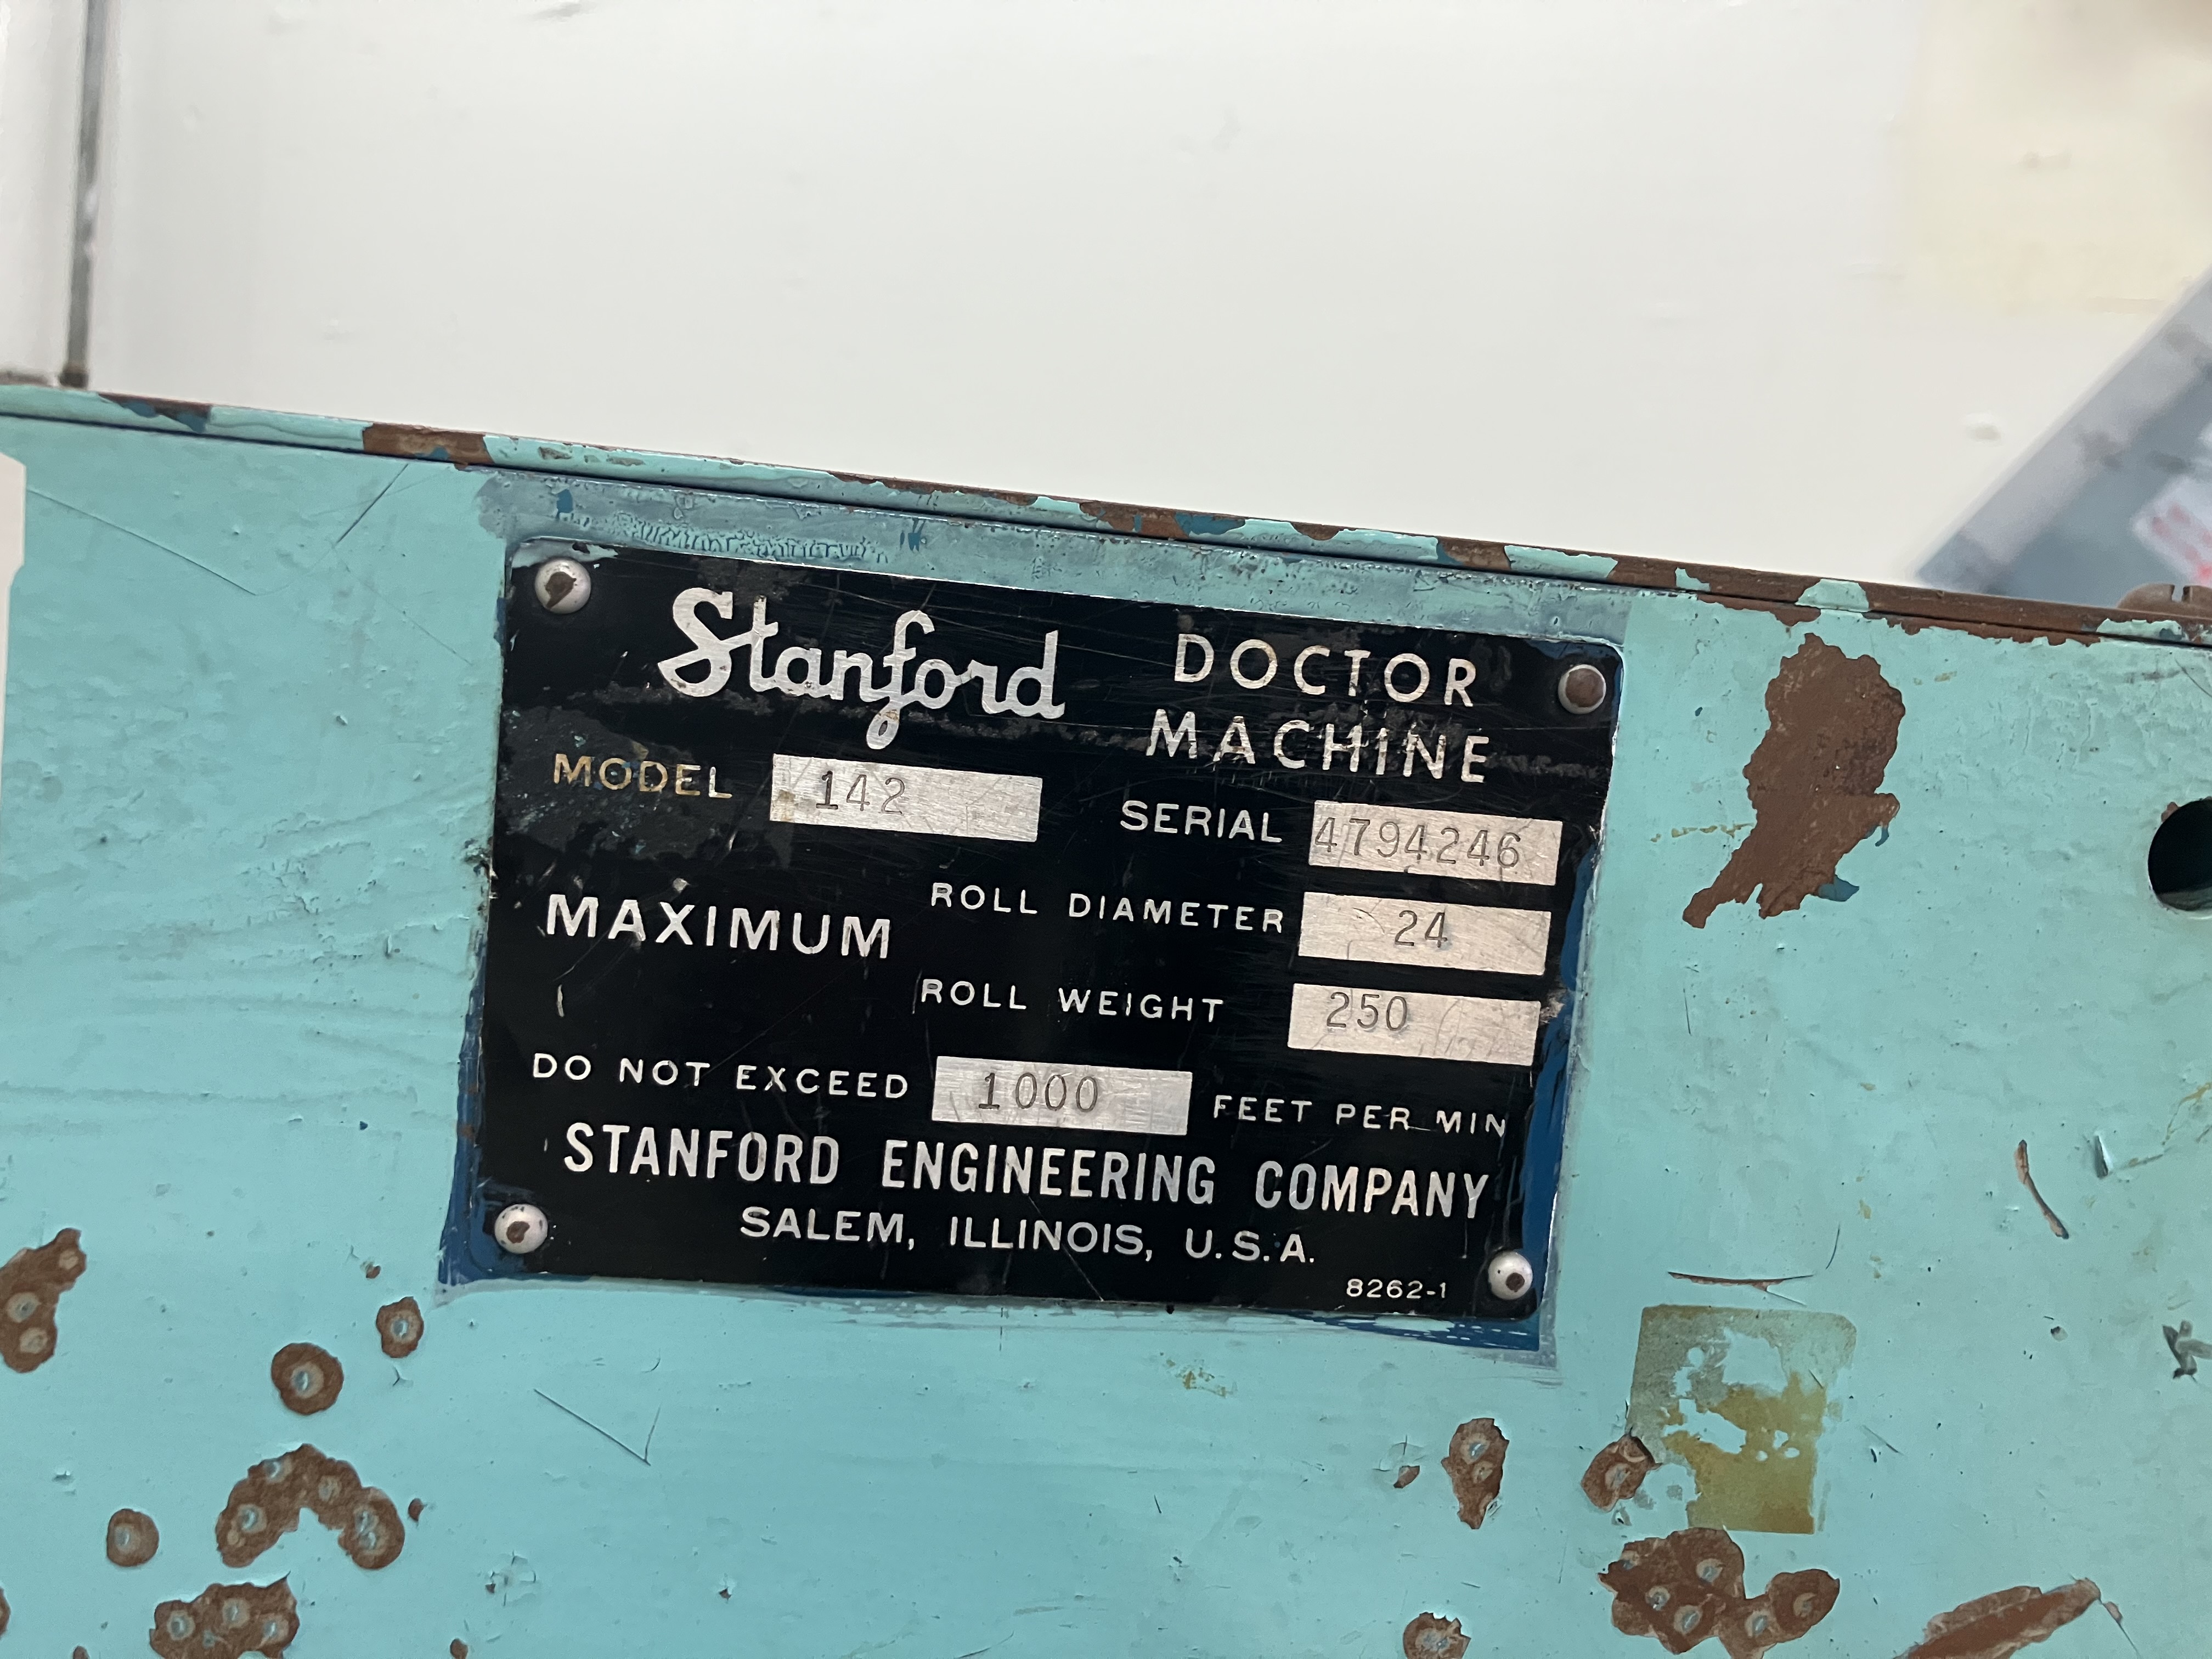 Stanford DOCTOR
MACHINE
MODEL 142
SERIAL 4794246
MAXIMUM ROLL DIAMETER 24
ROLL WEIGHT 250
DO NOT EXCEED 1000 FEET PER MIN
STANFORD ENGINEERING COMPANY
SALEM, ILLINOIS, U.S.A.
8262-1